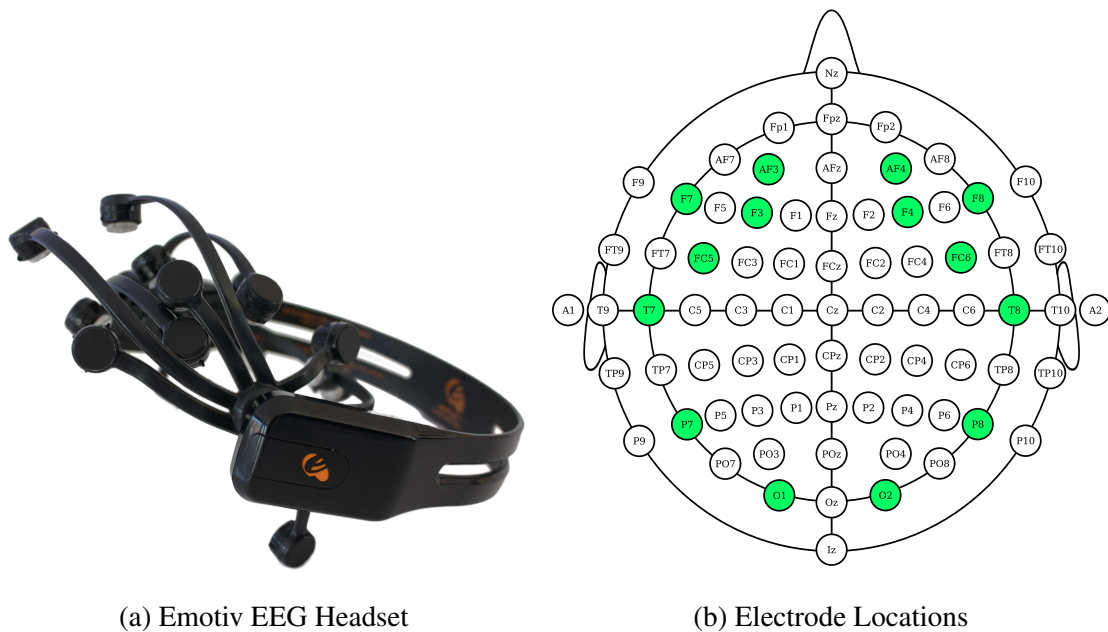 Nz
Fp1 Fpz Fp2
AF7 AF3 AFz AF4 AF8
F9 F7 F5 F3 F1 Fz F2 F4 F6 F8 F10
FT9 FT7 FC5 FC3 FC1 FCz FC2 FC4 FC6 FT8 FT10
A1 T9 T7 C5 C3 C1 Cz C2 C4 C6 T8 T10 A2
TP9 TP7 CP5 CP3 CP1 CPz CP2 CP4 CP6 TP8 TP10
P9 P7 P5 P3 P1 Pz P2 P4 P6 P8 P10
PO7 PO3 POz PO4 PO8
O1 Oz O2
Iz
(a) Emotiv EEG Headset
(b) Electrode Locations